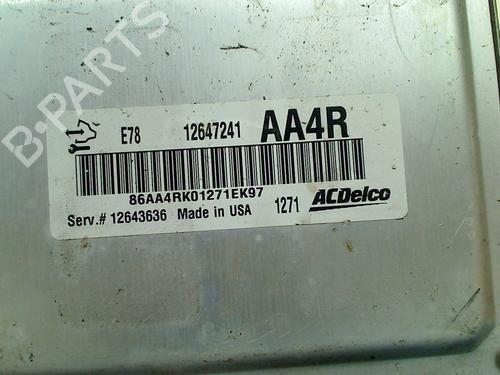 B-PARTS
E78 12647241 AA4R
86AA4RK01271EK97
Serv.# 12643636 Made in USA 1271 ACDelco